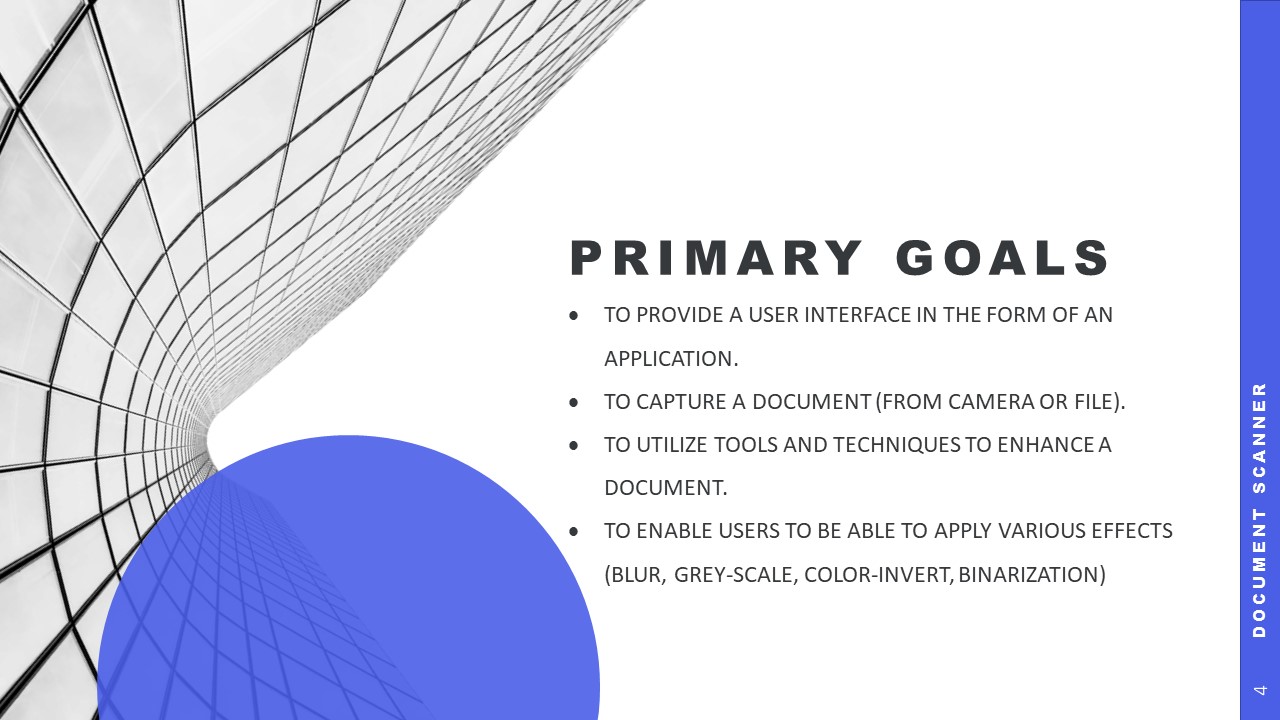 PRIMARY GOALS
• TO PROVIDE A USER INTERFACE IN THE FORM OF AN
APPLICATION.
• TO CAPTURE A DOCUMENT (FROM CAMERA OR FILE).
• TO UTILIZE TOOLS AND TECHNIQUES TO ENHANCE A
DOCUMENT.
• TO ENABLE USERS TO BE ABLE TO APPLY VARIOUS EFFECTS
(BLUR, GREY-SCALE, COLOR-INVERT, BINARIZATION)
DOCUMENT SCANNER
4